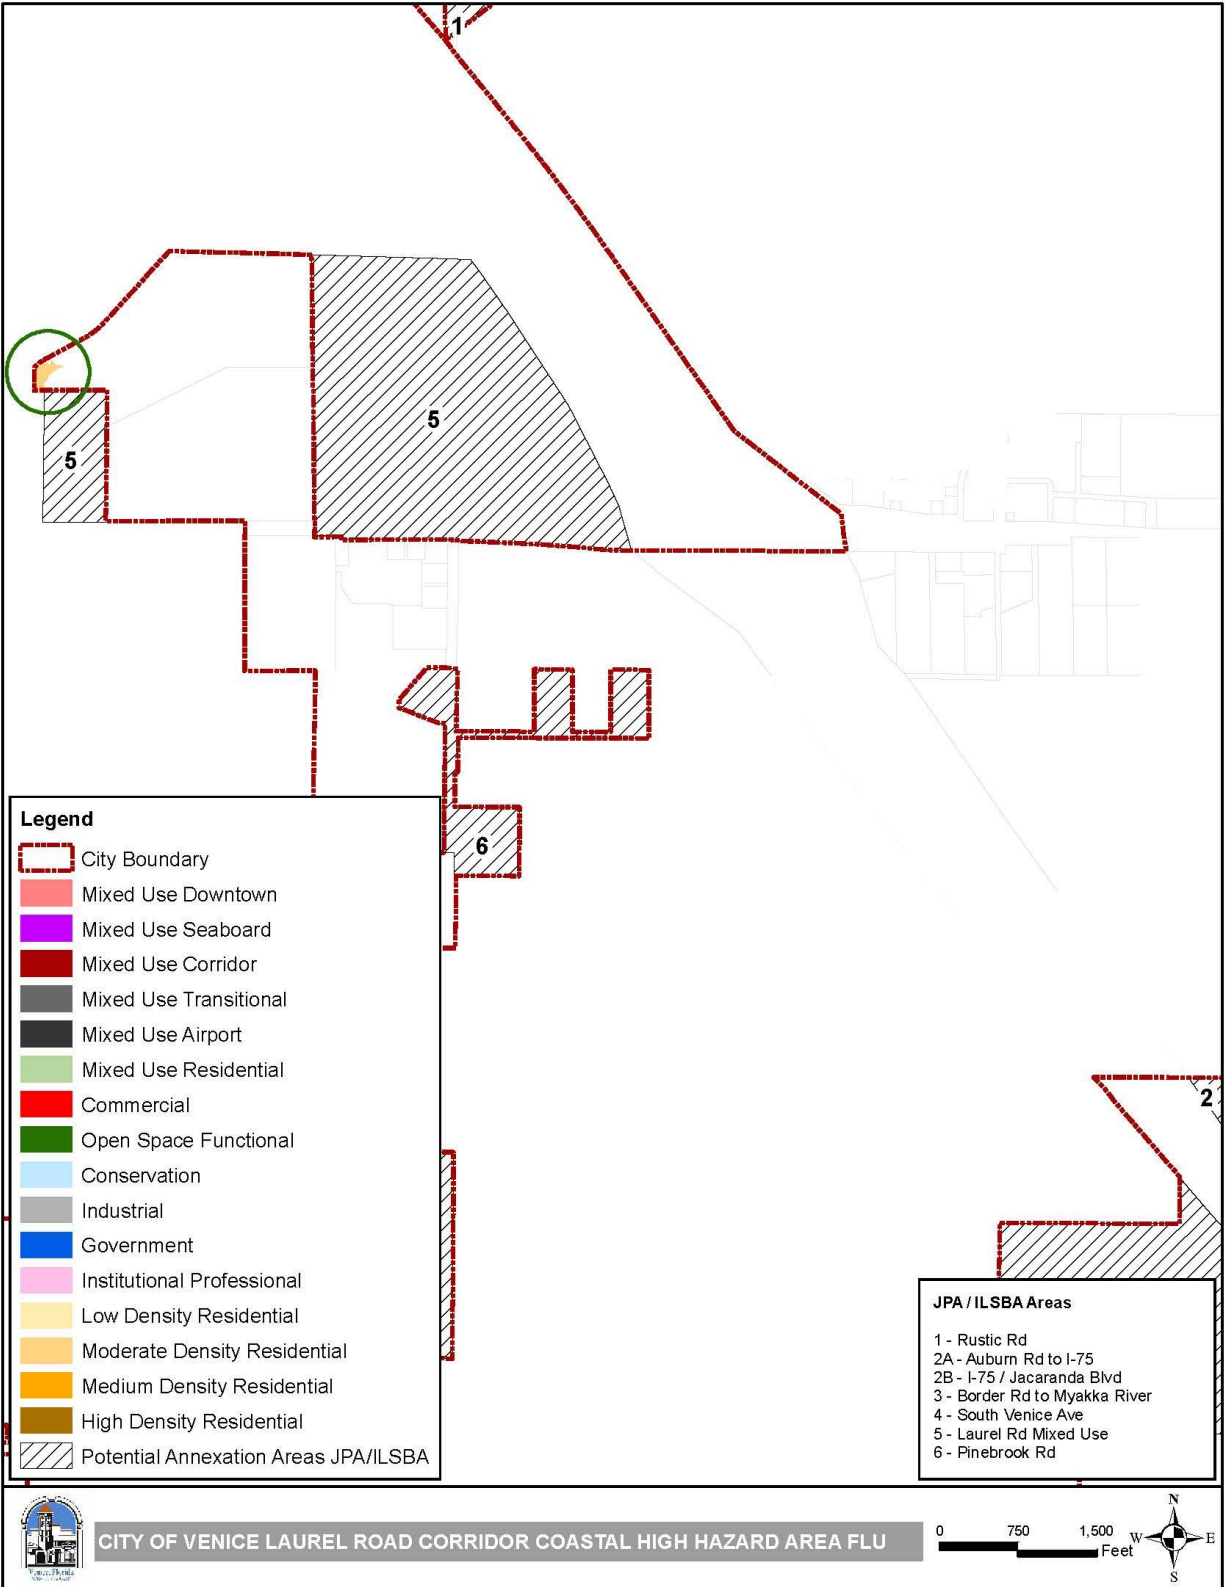 1
5
5
6
2
Legend
City Boundary
Mixed Use Downtown
Mixed Use Seaboard
Mixed Use Corridor
Mixed Use Transitional
Mixed Use Airport
Mixed Use Residential
Commercial
Open Space Functional
Conservation
Industrial
Government
Institutional Professional
Low Density Residential
Moderate Density Residential
Medium Density Residential
High Density Residential
Potential Annexation Areas JPA/ILSBA
JPA / ILSBA Areas
1 - Rustic Rd
2A - Auburn Rd to I-75
2B - I-75 / Jacaranda Blvd
3 - Border Rd to Myakka River
4 - South Venice Ave
5 - Laurel Rd Mixed Use
6 - Pinebrook Rd
Venice, Florida
CITY OF VENICE LAUREL ROAD CORRIDOR COASTAL HIGH HAZARD AREA FLU
0 750 1,500
Feet
N
W E
S